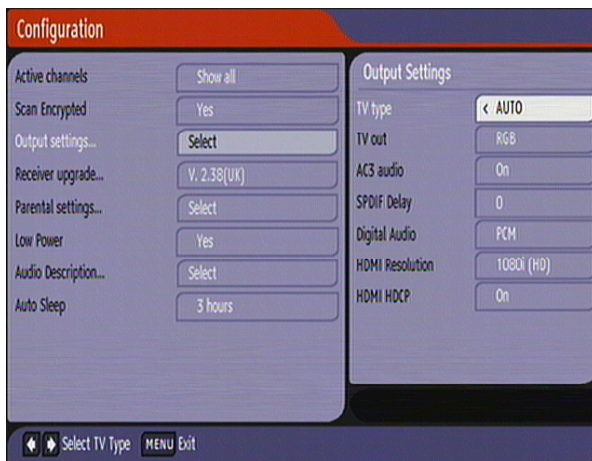 Configuration
Active channels Show all
Scan Encrypted Yes
Output settings... Select
Receiver upgrade... V. 2.38(UK)
Parental settings... Select
Low Power Yes
Audio Description... Select
Auto Sleep 3 hours
Output Settings
TV type < AUTO
TV out RGB
AC3 audio On
SPDIF Delay 0
Digital Audio PCM
HDMI Resolution 1080i (HD)
HDMI HDCP On
Select TV Type MENU Exit